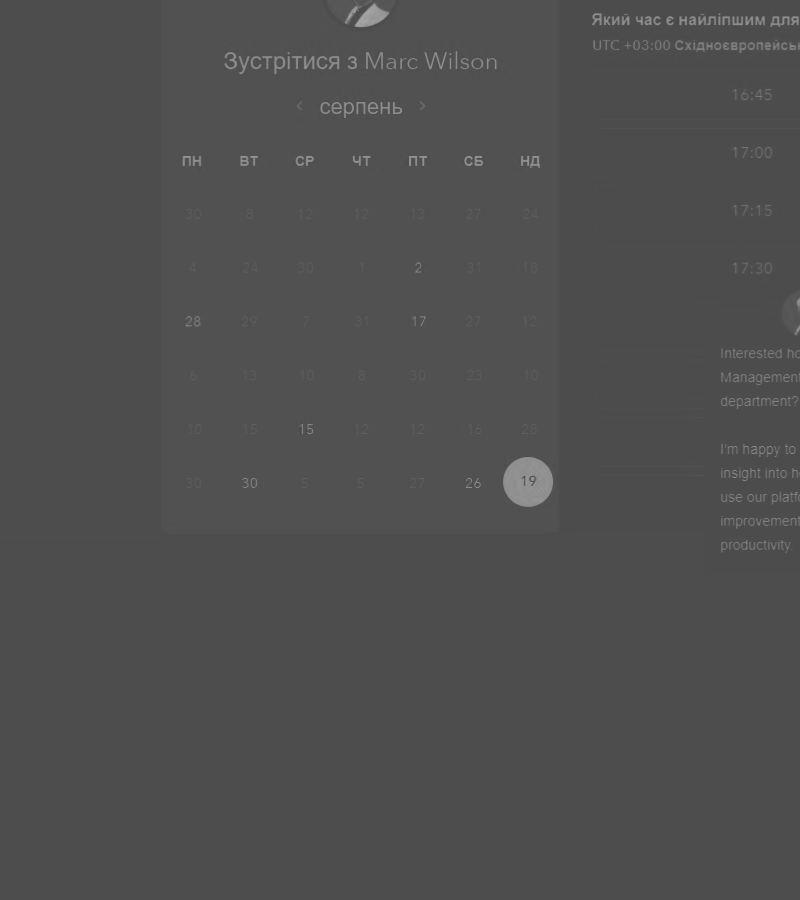 Зустрітися з Marc Wilson
‹ серпень ›
ПН ВТ СР ЧТ ПТ СБ НД
30 8 12 12 13 27 24
4 24 30 1 2 31 18
28 29 7 31 17 27 12
6 13 10 8 30 23 10
10 15 15 12 12 16 28
30 30 5 5 27 26 19
Який час є найліпшим для
UTC +03:00 Східноєвропейськ
16:45
17:00
17:15
17:30
Interested ho
Management
department?
I'm happy to
insight into h
use our platf
improvement
productivity.